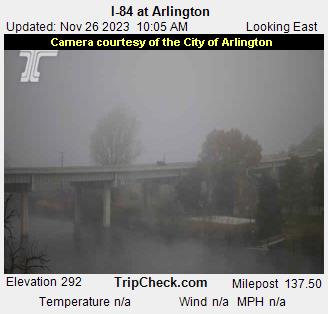 I-84 at Arlington
Updated: Nov 26 2023 10:05 AM Looking East
Camera courtesy of the City of Arlington
Elevation 292 TripCheck.com Milepost 137.50
Temperature n/a Wind n/a MPH n/a